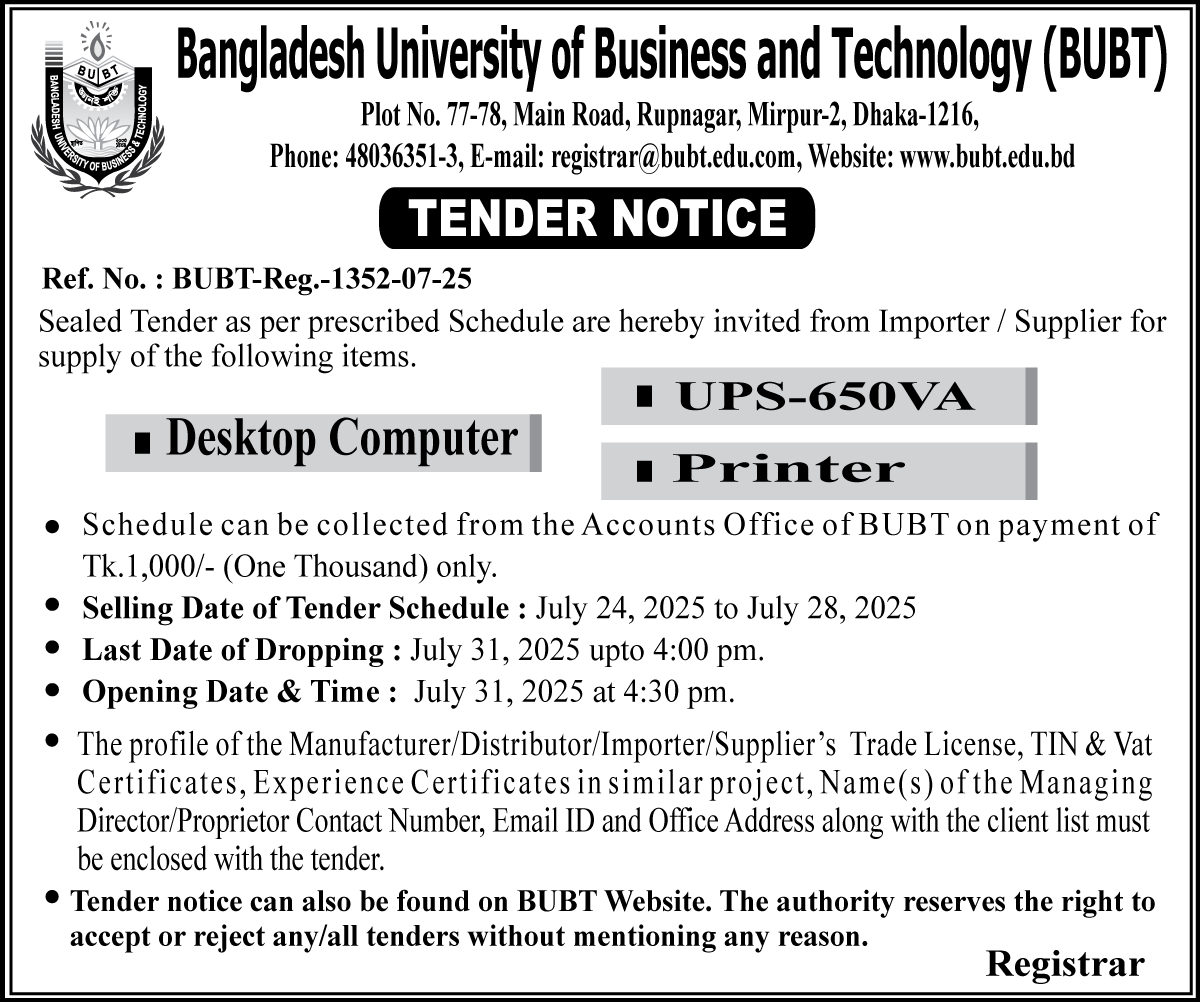 BUBT
BANGLADESH UNIVERSITY OF BUSINESS & TECHNOLOGY
Bangladesh University of Business and Technology (BUBT)
Plot No. 77-78, Main Road, Rupnagar, Mirpur-2, Dhaka-1216,
Phone: 48036351-3, E-mail: registrar@bubt.edu.com, Website: www.bubt.edu.bd
TENDER NOTICE
Ref. No. : BUBT-Reg.-1352-07-25
Sealed Tender as per prescribed Schedule are hereby invited from Importer / Supplier for
supply of the following items.
▪ Desktop Computer
▪ UPS-650VA
▪ Printer
• Schedule can be collected from the Accounts Office of BUBT on payment of
Tk.1,000/- (One Thousand) only.
• Selling Date of Tender Schedule : July 24, 2025 to July 28, 2025
• Last Date of Dropping : July 31, 2025 upto 4:00 pm.
• Opening Date & Time : July 31, 2025 at 4:30 pm.
• The profile of the Manufacturer/Distributor/Importer/Supplier’s Trade License, TIN & Vat
Certificates, Experience Certificates in similar project, Name(s) of the Managing
Director/Proprietor Contact Number, Email ID and Office Address along with the client list must
be enclosed with the tender.
• Tender notice can also be found on BUBT Website. The authority reserves the right to
accept or reject any/all tenders without mentioning any reason.
Registrar